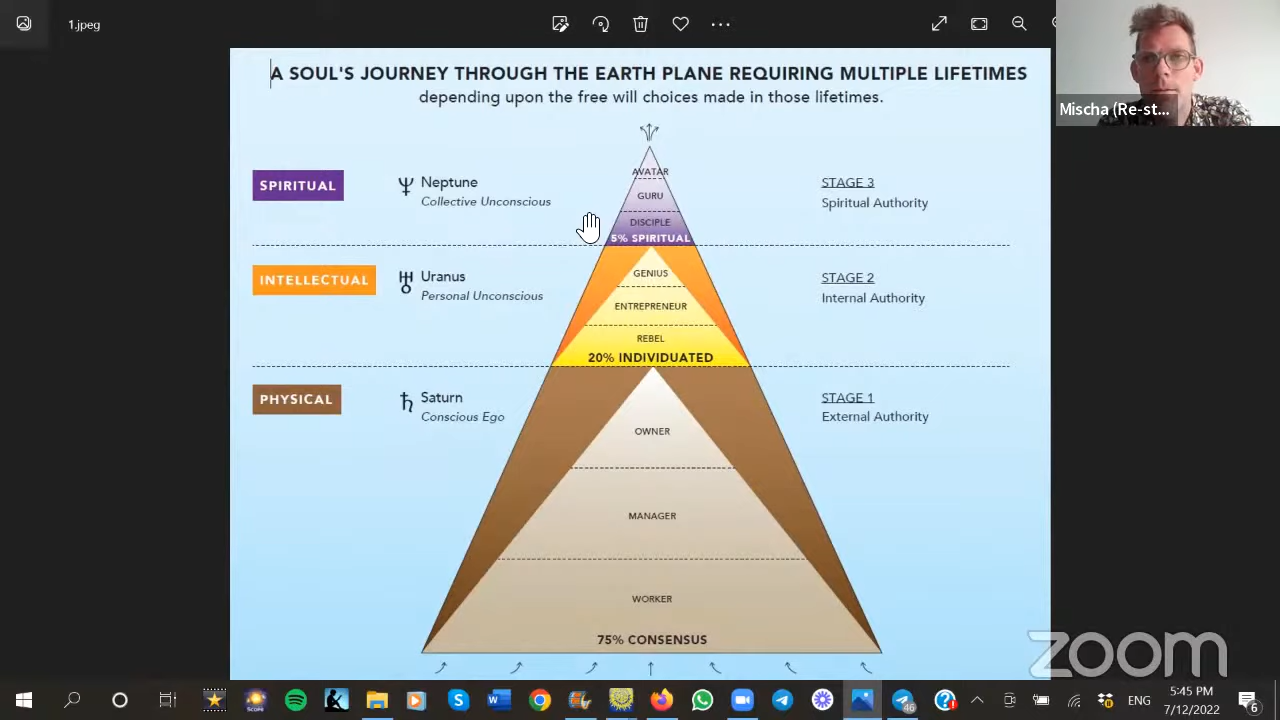 1.jpeg
A SOUL'S JOURNEY THROUGH THE EARTH PLANE REQUIRING MULTIPLE LIFETIMES
depending upon the free will choices made in those lifetimes.
Mischa (Re-st...
SPIRITUAL
Neptune
Collective Unconscious
AVATAR
GURU
DISCIPLE
5% SPIRITUAL
STAGE 3
Spiritual Authority
INTELLECTUAL
Uranus
Personal Unconscious
GENIUS
ENTREPRENEUR
REBEL
20% INDIVIDUATED
STAGE 2
Internal Authority
PHYSICAL
Saturn
Conscious Ego
OWNER
MANAGER
WORKER
75% CONSENSUS
STAGE 1
External Authority
zoom
SCOPE
46
ENG
5:45 PM
7/12/2022
6